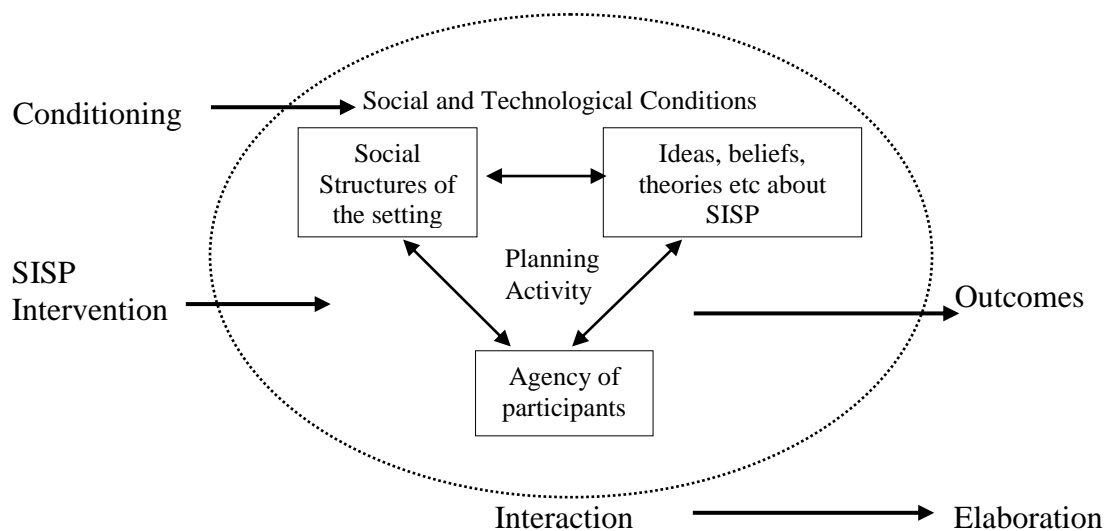 Conditioning
Social and Technological Conditions
Social
Structures of
the setting
Ideas, beliefs,
theories etc about
SISP
SISP
Intervention
Planning
Activity
Outcomes
Agency of
participants
Interaction
Elaboration